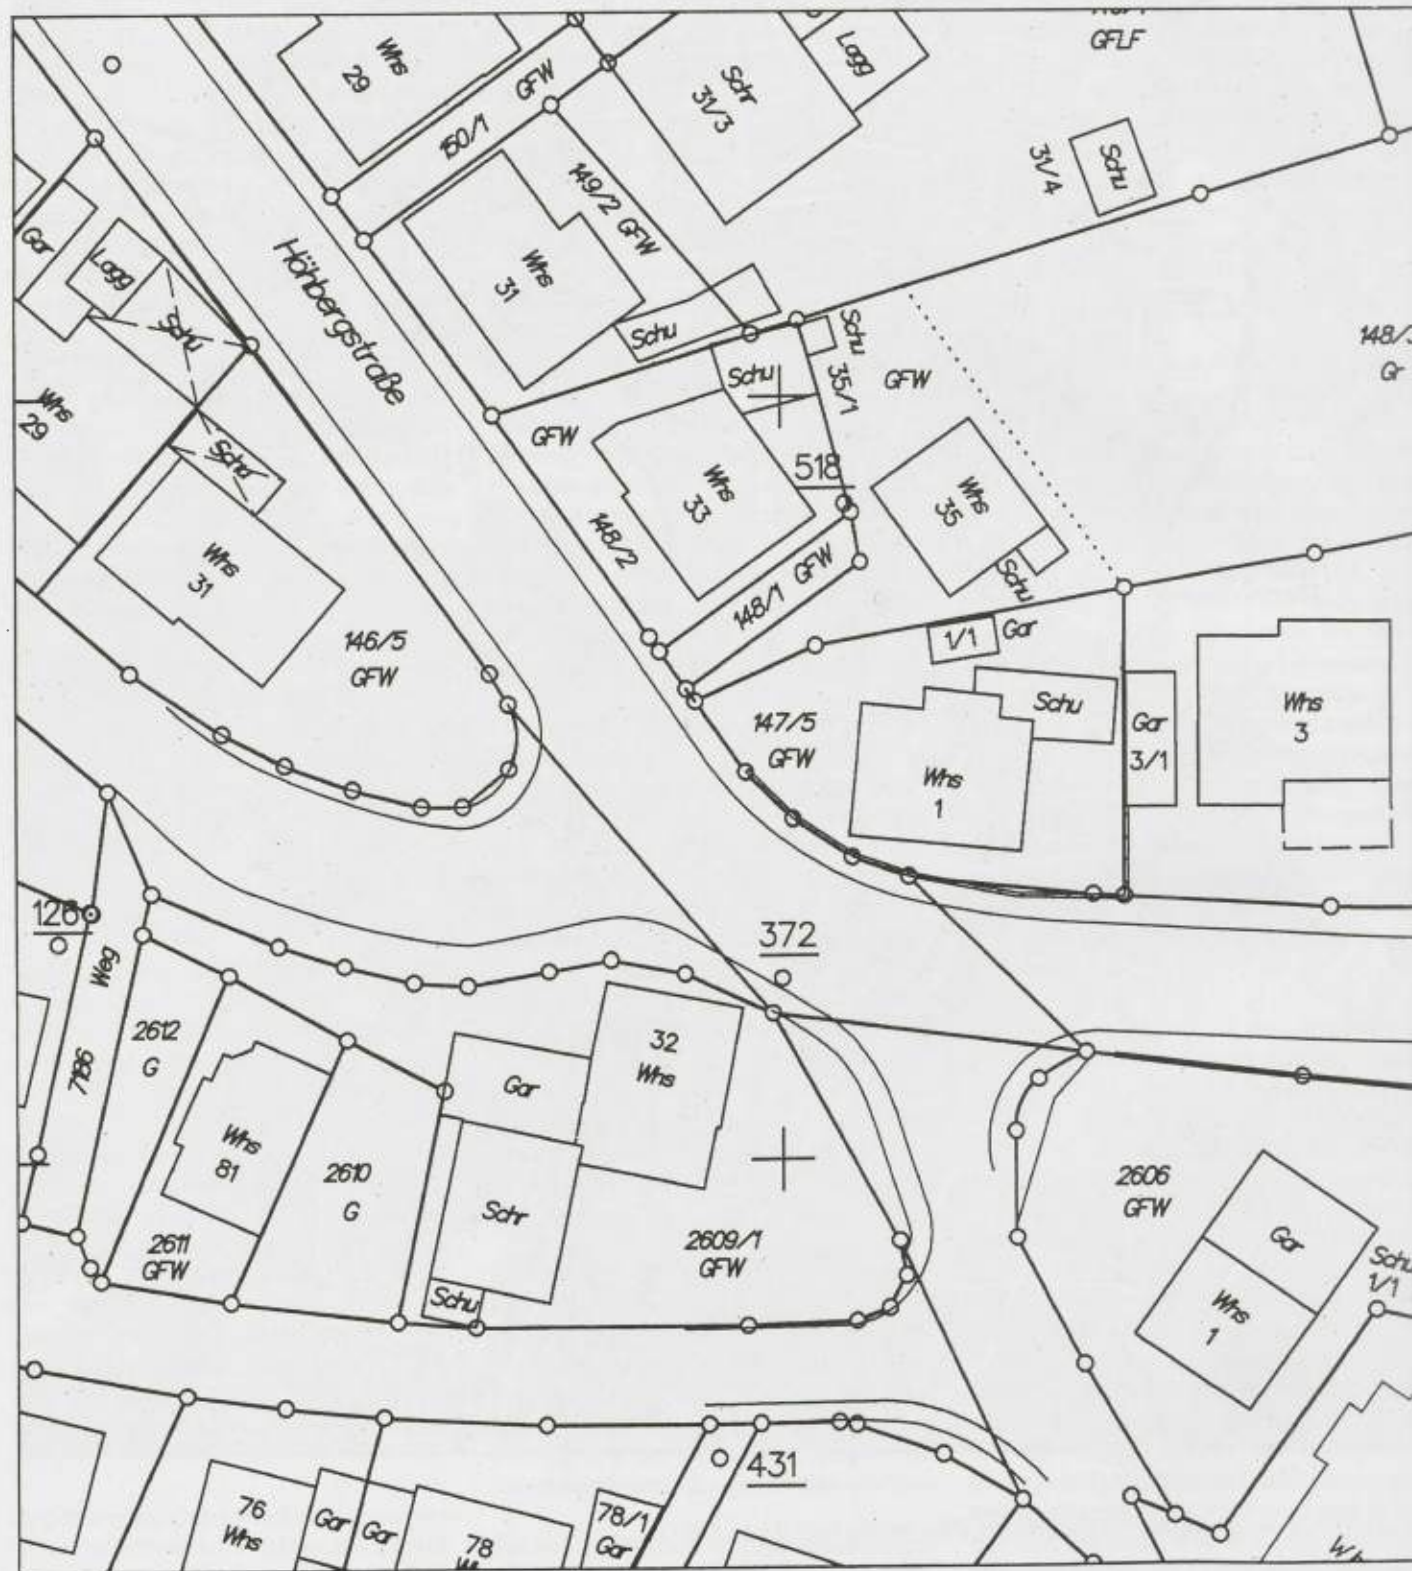 GFLF
Whs
29
GFW
Gr
150/1
Schr
31/3
Lagg
149/2 GFW
31/4
Schu
Gar
Lagg
Schu
Höhbergstraße
Whs
31
Schu
Schu
35/1
GFW
Gr
Schu
GFW
Whs
29
Schu
Whs
33
518
Whs
35
148/2
148/1 GFW
Schu
Whs
31
146/5
GFW
1/1
Gar
Schu
147/5
GFW
Whs
1
Gar
3/1
Whs
3
372
Weg
7186
2612
G
32
Whs
Gar
Whs
81
2610
G
Schr
2611
GFW
2609/1
GFW
Schu
2606
GFW
Gar
Whs
1
Schu
1/1
431
76
Whs
Gar
Gar
78
78/1
Gar